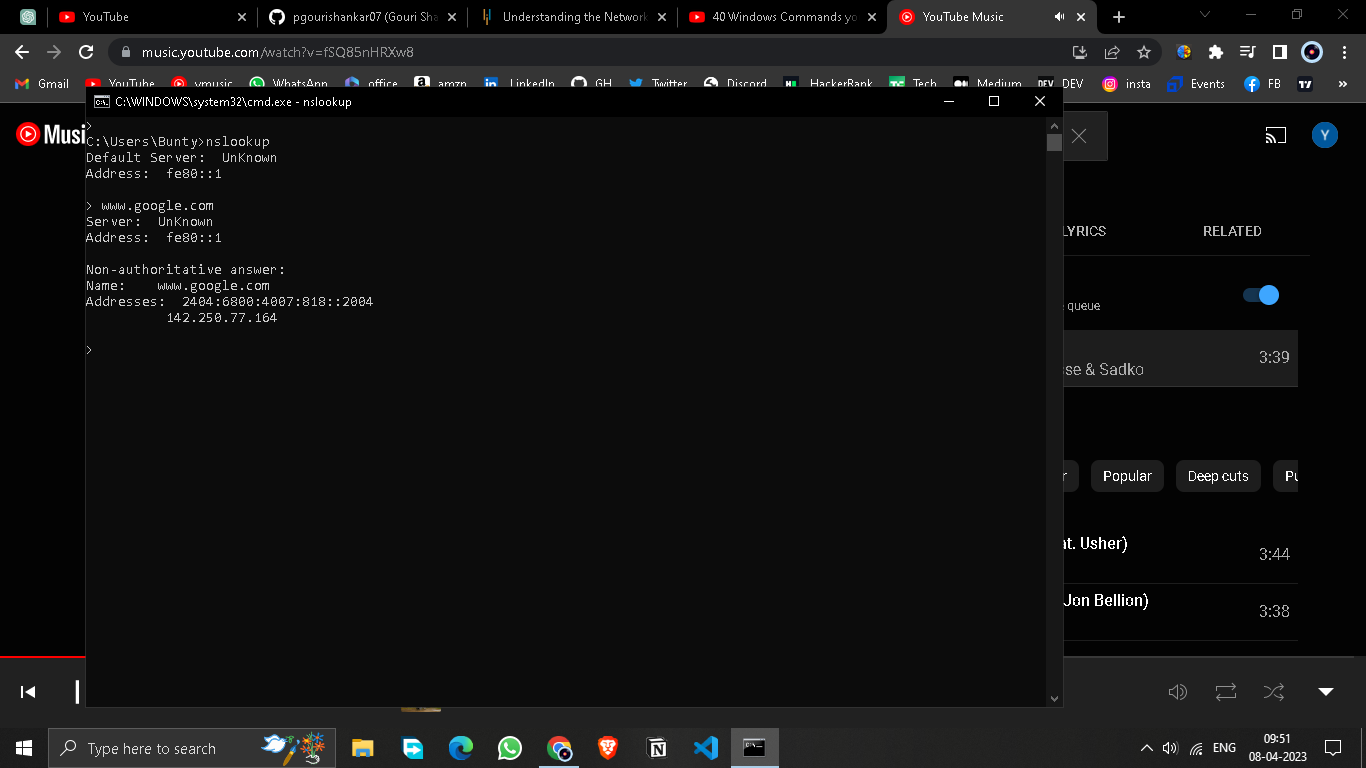 YouTube
pgourishankar07 (Gouri Sha
Understanding the Network
40 Windows Commands yo
YouTube Music
music.youtube.com/watch?v=fSQ85nHRXw8
Gmail
YouTube
ymusic
WhatsApp
office
amzn
LinkedIn
GH
Twitter
Discord
HackerRank
Tech
Medium
DEV
DEV
insta
Events
FB
»
C:\WINDOWS\system32\cmd.exe - nslookup
Music
>
C:\Users\Bunty>nslookup
Default Server:  UnKnown
Address:  fe80::1
> www.google.com
Server:  UnKnown
Address:  fe80::1
Non-authoritative answer:
Name:    www.google.com
Addresses:  2404:6800:4007:818::2004
142.250.77.164
>
Y
LYRICS
RELATED
queue
3:39
sse & Sadko
r
Popular
Deep cuts
Pu
at. Usher)
3:44
Jon Bellion)
3:38
Type here to search
ENG
09:51
08-04-2023